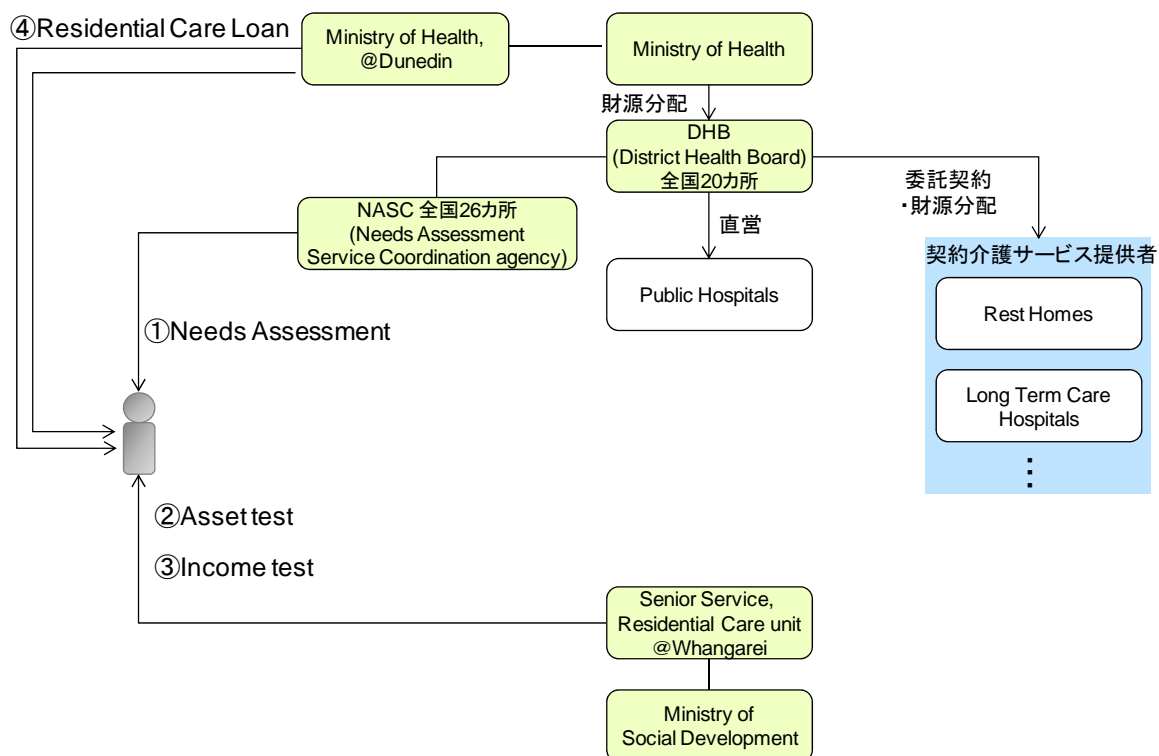 ④Residential Care Loan
Ministry of Health,
@Dunedin
Ministry of Health
財源分配
DHB
(District Health Board)
全国20カ所
委託契約
・財源分配
NASC 全国26カ所
(Needs Assessment
Service Coordination agency)
直営
契約介護サービス提供者
Public Hospitals
Rest Homes
①Needs Assessment
Long Term Care
Hospitals
②Asset test
③Income test
Senior Service,
Residential Care unit
@Whangarei
Ministry of
Social Development